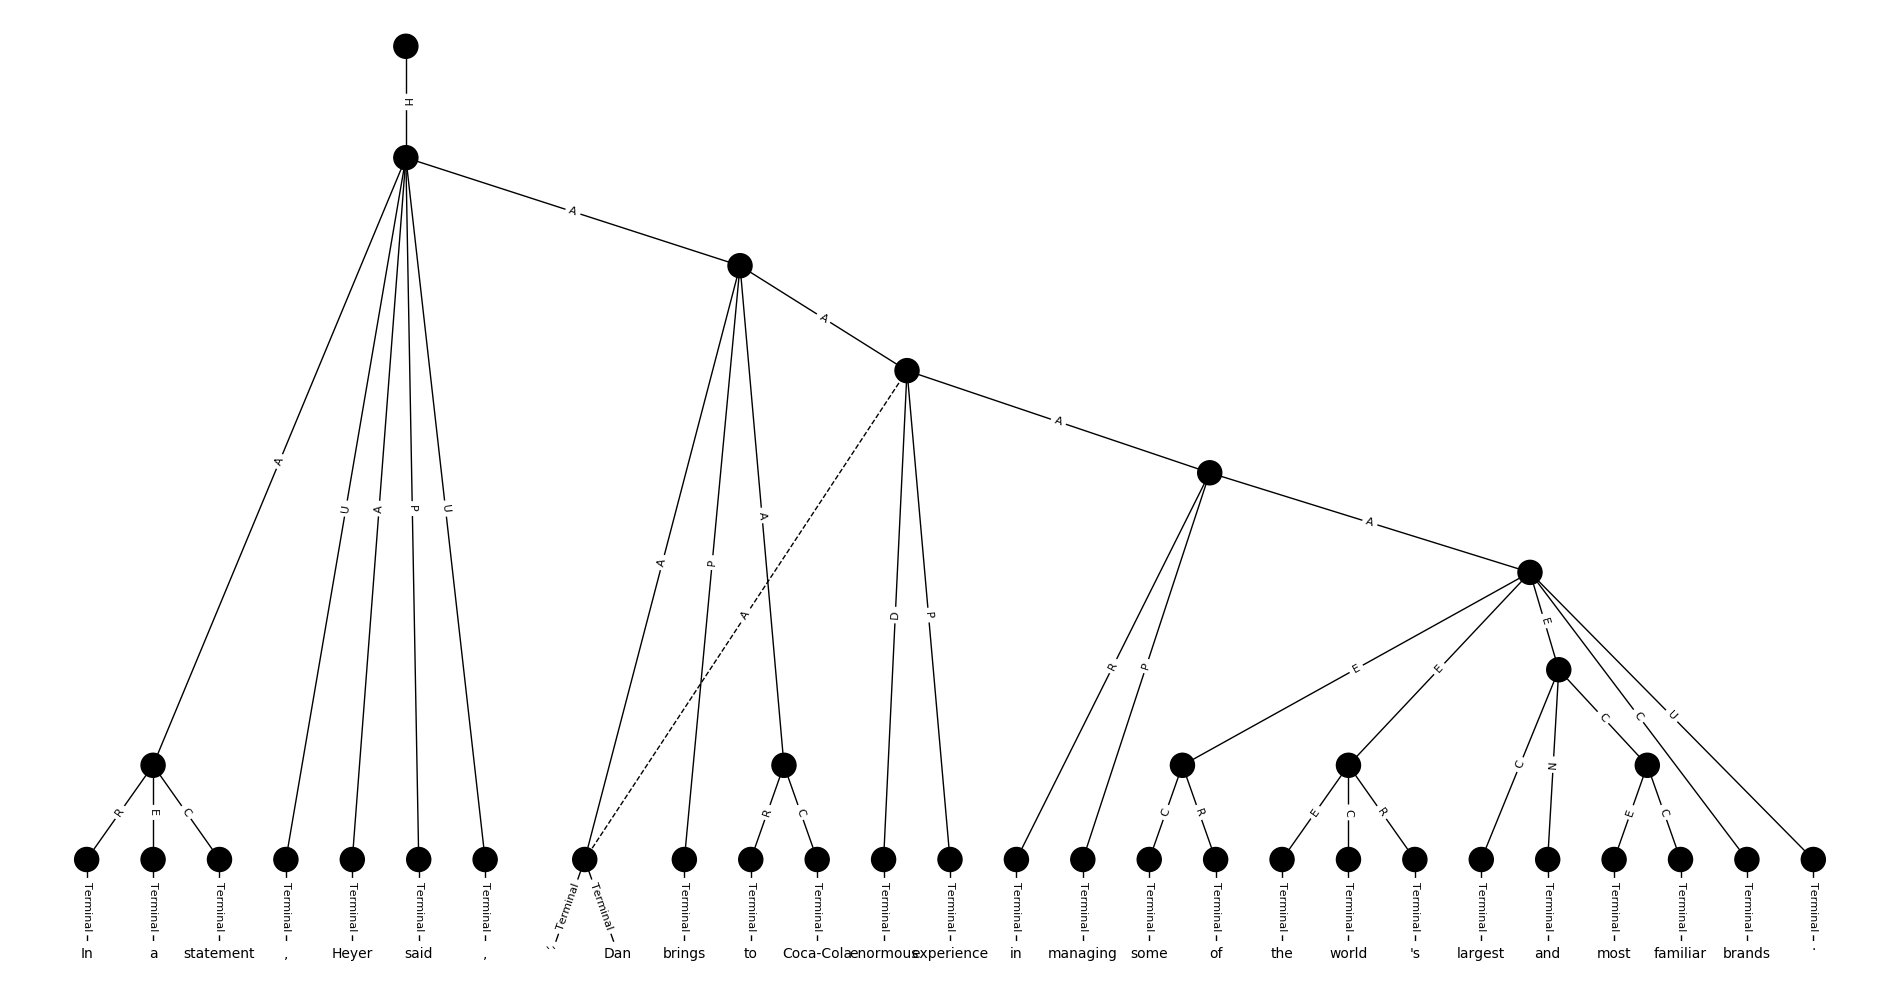 H
A
A
A
A
U
A
P
U
A
A
A
P
A
A
D
P
R
P
E
E
E
C
N
C
C
U
R
E
C
R
C
C
R
E
C
R
E
C
Terminal Terminal Terminal Terminal Terminal Terminal Terminal Terminal Terminal Terminal Terminal Terminal Terminal Terminal Terminal Terminal Terminal Terminal Terminal Terminal Terminal Terminal Terminal Terminal Terminal Terminal Terminal
In a statement , Heyer said , `` Dan brings to Coca-Cola enormous experience in managing some of the world 's largest and most familiar brands .